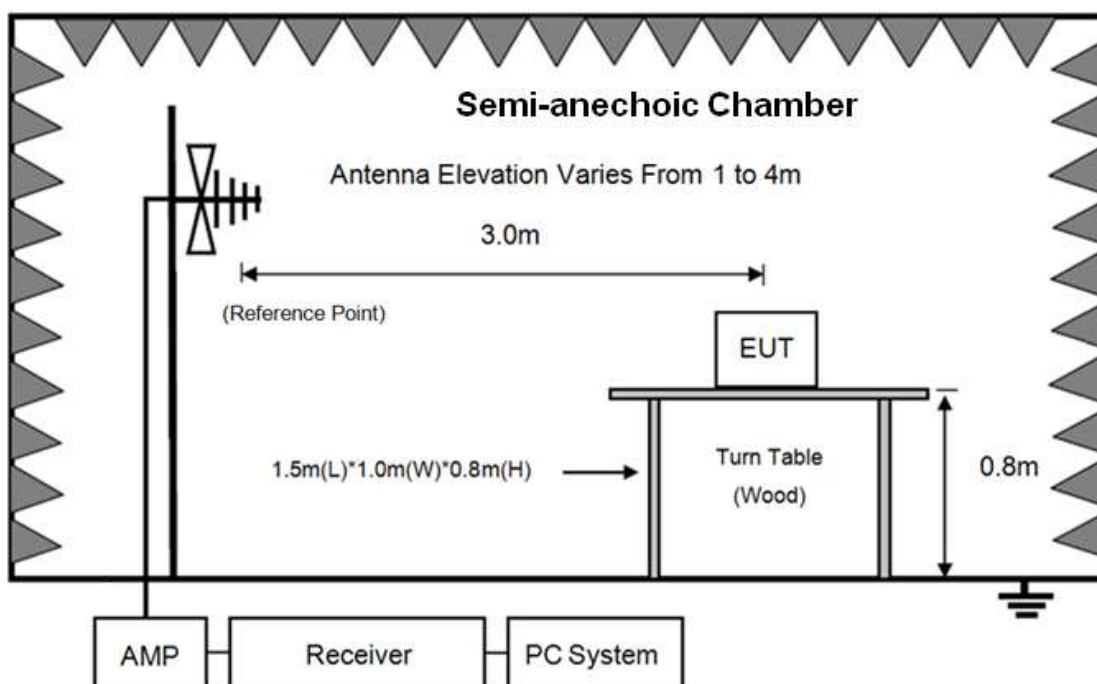 Semi-anechoic Chamber
Antenna Elevation Varies From 1 to 4m
3.0m
(Reference Point)
EUT
1.5m(L)*1.0m(W)*0.8m(H)
Turn Table
(Wood)
0.8m
AMP
Receiver
PC System